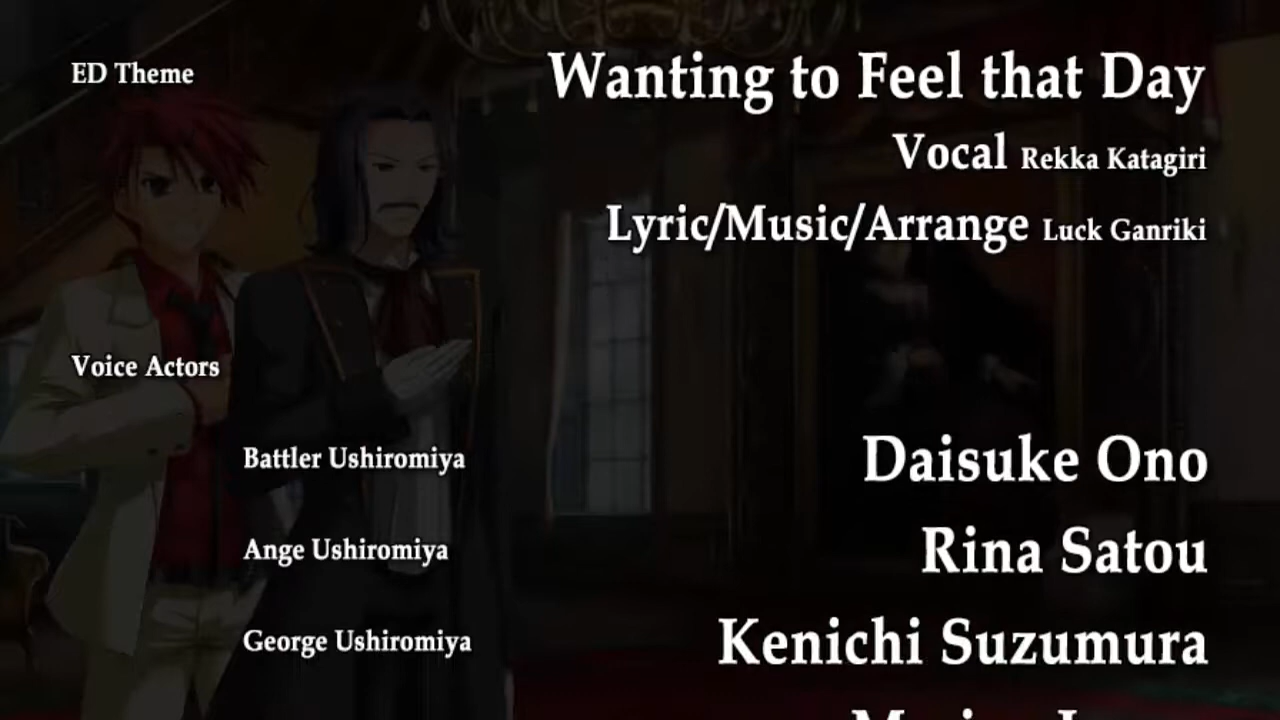 ED Theme
Wanting to Feel that Day
Vocal Rekka Katagiri
Lyric/Music/Arrange Luck Ganriki
Voice Actors
Battler Ushiromiya Daisuke Ono
Ange Ushiromiya Rina Satou
George Ushiromiya Kenichi Suzumura